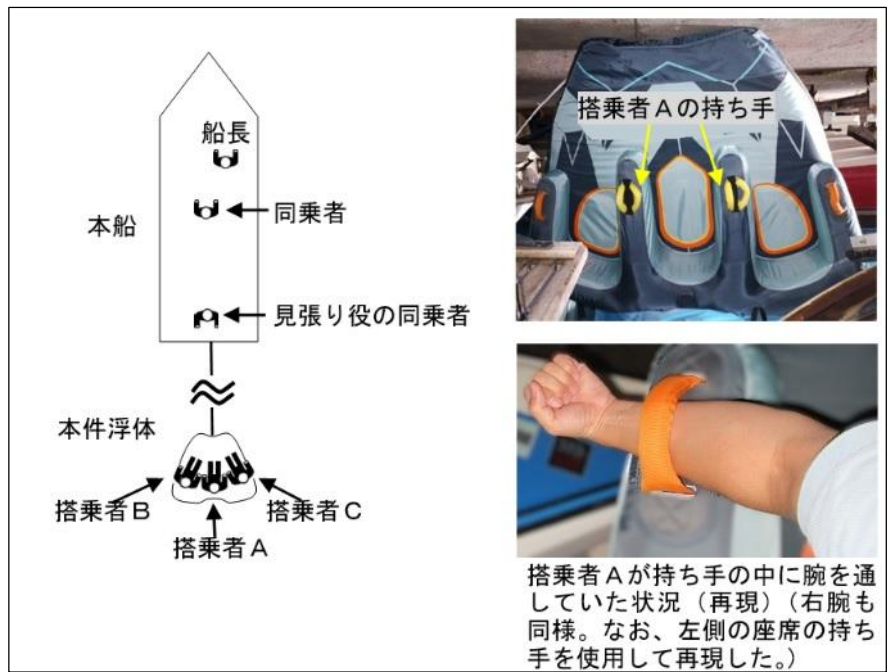 船長
同乗者
本船
見張り役の同乗者
本件浮体
搭乗者B
搭乗者C
搭乗者A
搭乗者Aの持ち手
搭乗者Aが持ち手の中に腕を通
していた状況（再現）（右腕も
同様。なお、左側の座席の持ち
手を使用して再現した。）